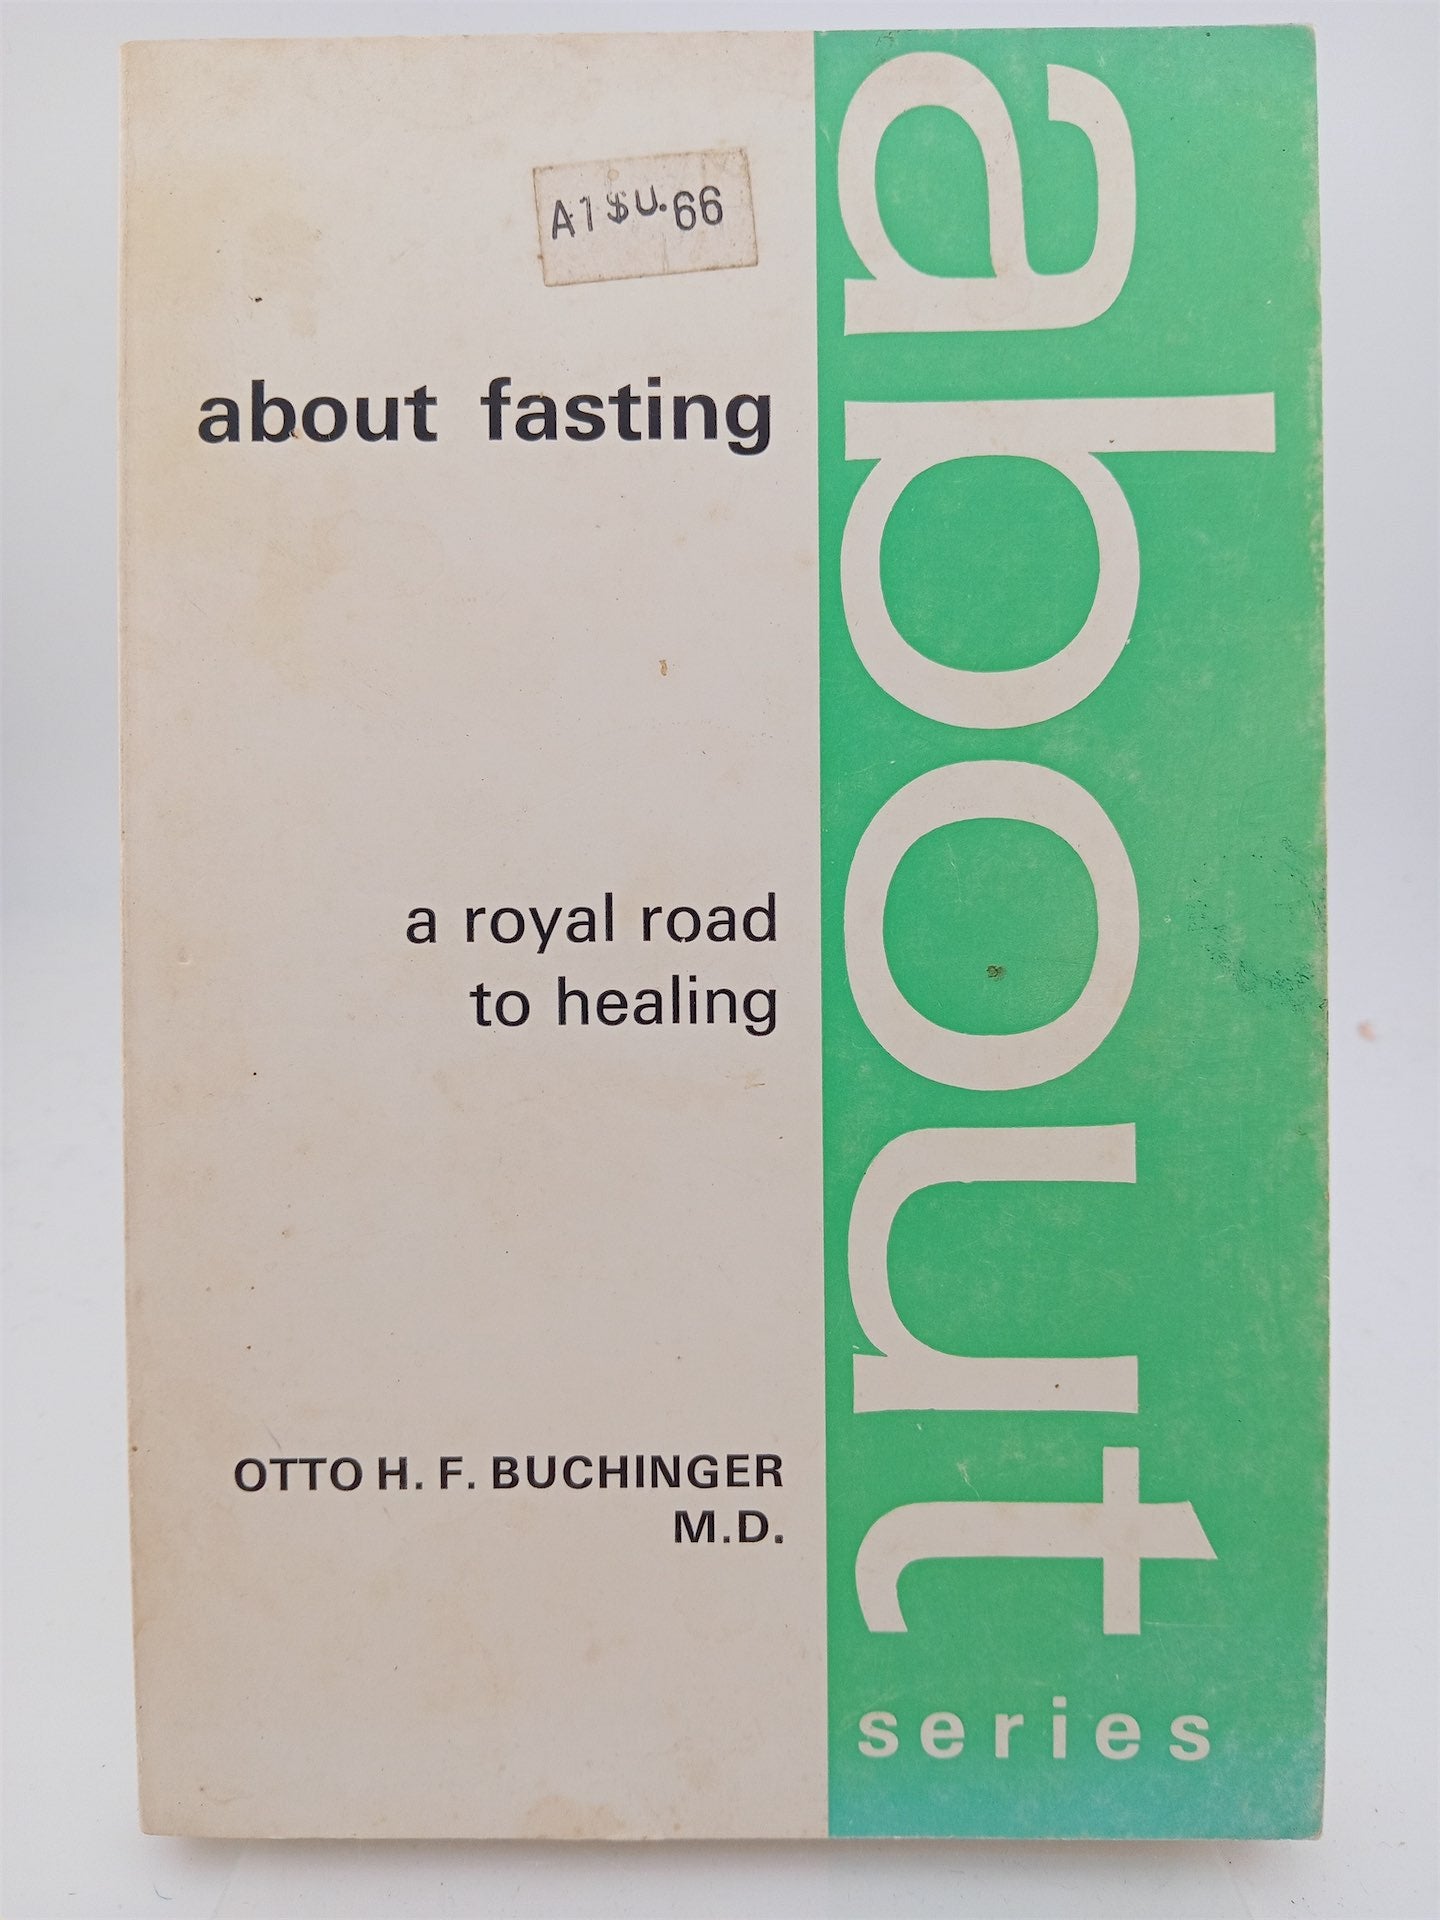 A1 $U.66
about fasting
a royal road
to healing
OTTO H. F. BUCHINGER
M.D.
about
series